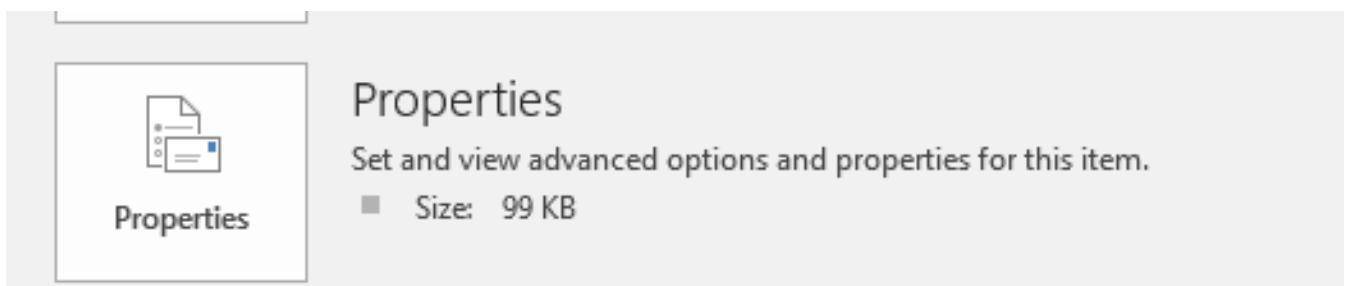 Properties
Set and view advanced options and properties for this item.
Size: 99 KB
Properties